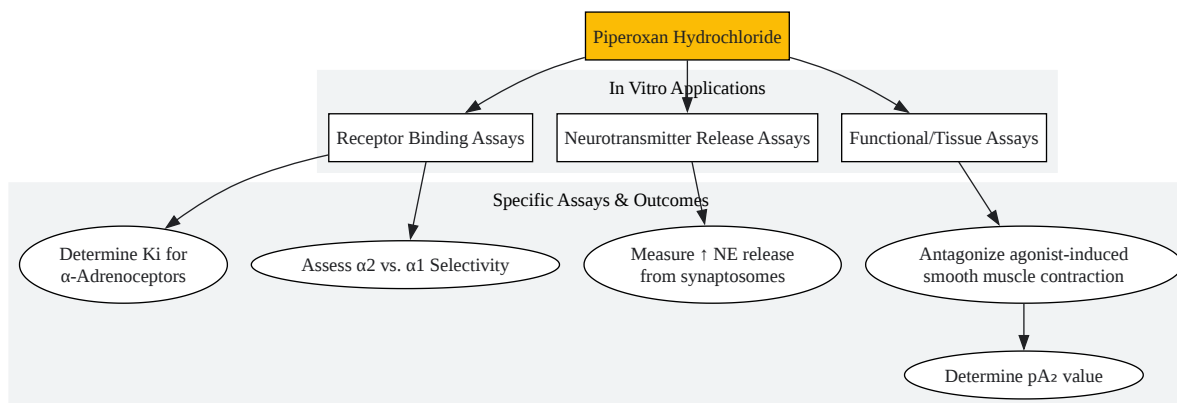 Piperoxan Hydrochloride
In Vitro Applications
Receptor Binding Assays
Neurotransmitter Release Assays
Functional/Tissue Assays
Specific Assays & Outcomes
Determine Ki for
α-Adrenoceptors
Assess α2 vs. α1 Selectivity
Measure ↑ NE release
from synaptosomes
Antagonize agonist-induced
smooth muscle contraction
Determine pA₂ value